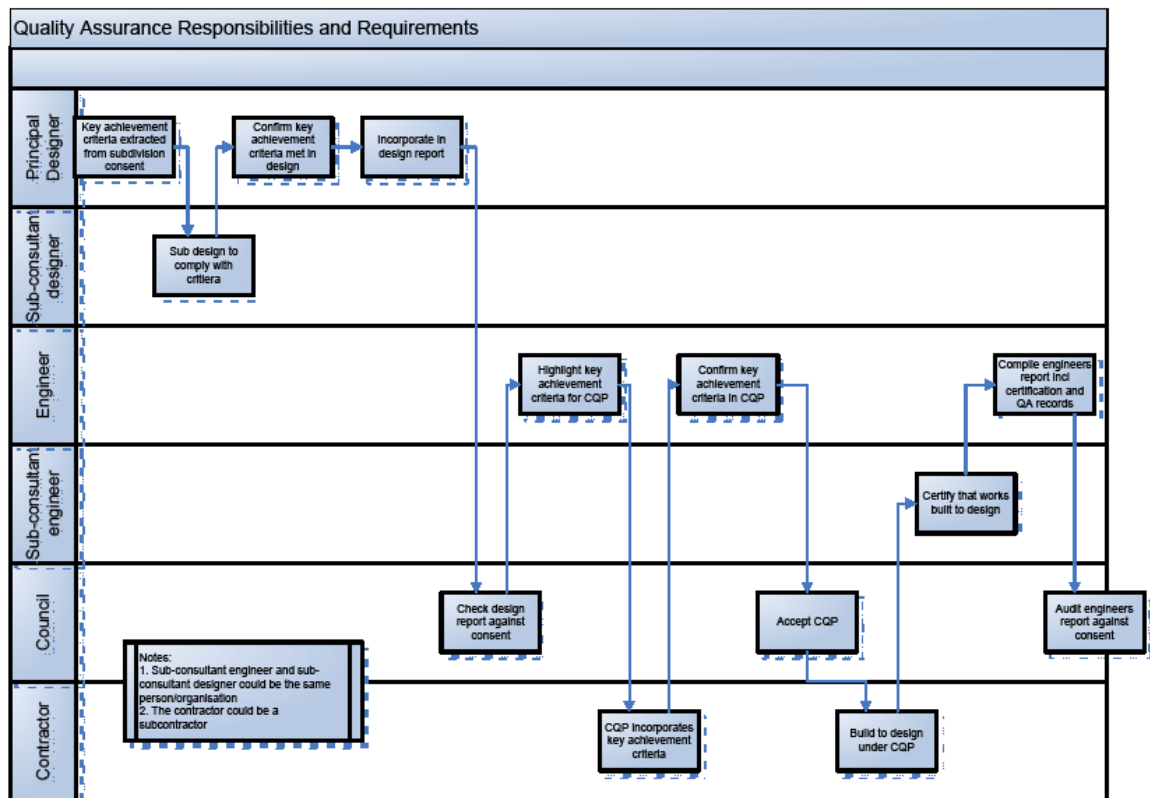 Quality Assurance Responsibilities and Requirements
Principal
Designer
Key achievement
criteria extracted
from subdivision
consent
Confirm key
achievement
criteria met in
design
Incorporate in
design report
Sub-consultant
designer
Sub design to
comply with
critiera
Engineer
Highlight key
achievement
criteria for CQP
Confirm key
achievement
criteria in CQP
Compile engineers
report incl
certification and
QA records
Sub-consultant
engineer
Certify that works
built to design
Council
Check design
report against
consent
Accept CQP
Audit engineers
report against
consent
Notes:
1. Sub-consultant engineer and sub-
consultant designer could be the same
person/organisation
2. The contractor could be a
subcontractor
Contractor
CQP incorporates
key achievement
criteria
Build to design
under CQP